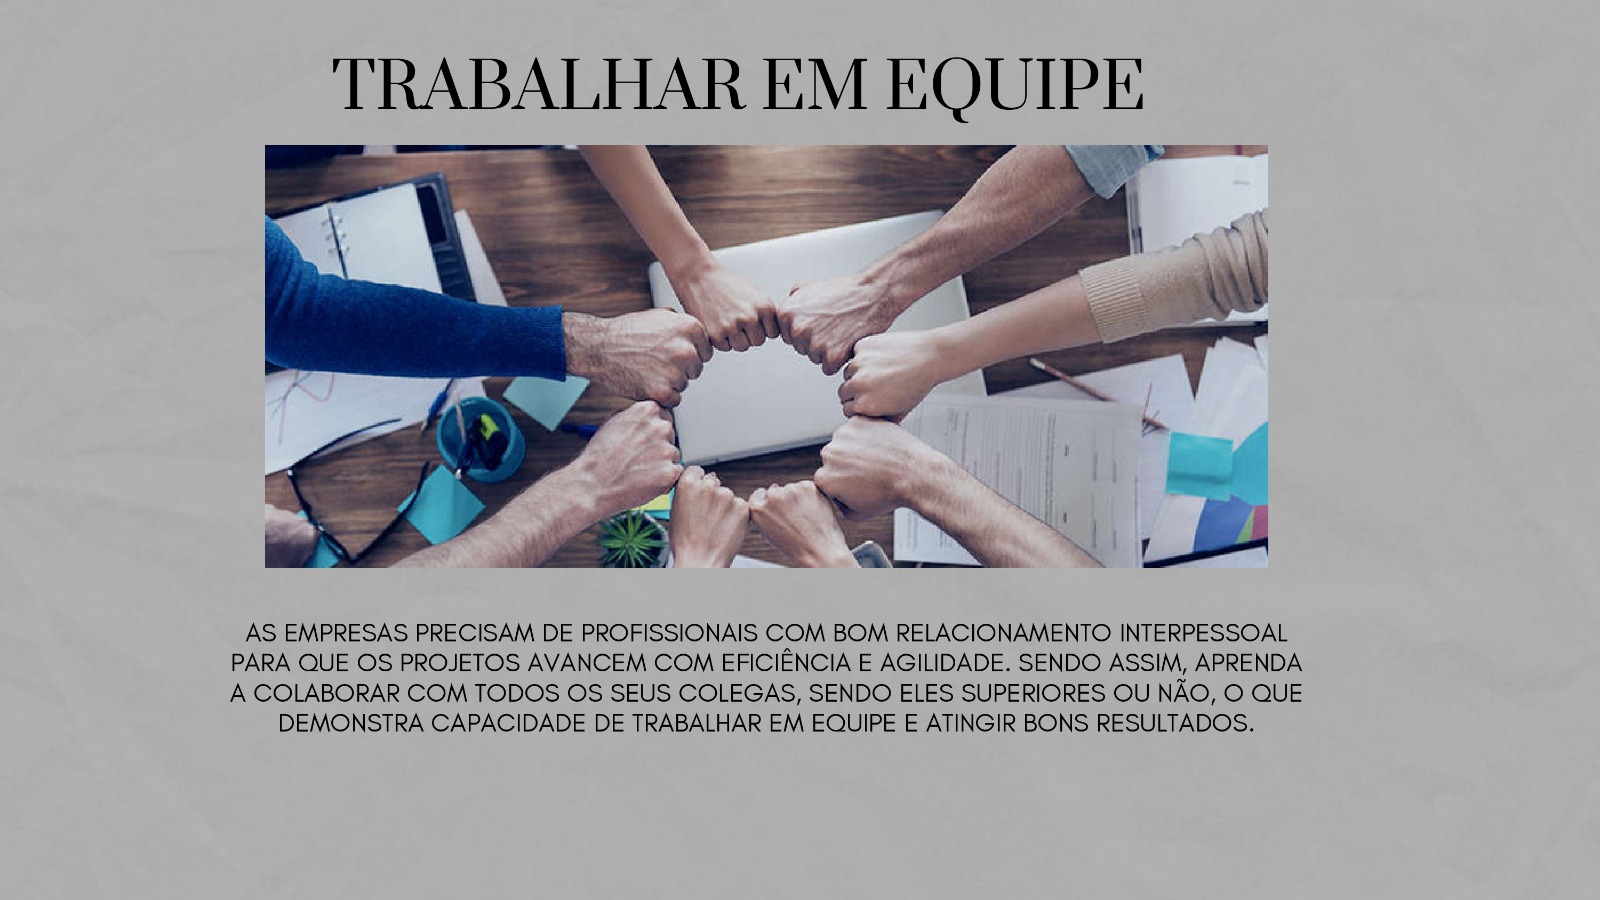 TRABALHAR EM EQUIPE
AS EMPRESAS PRECISAM DE PROFISSIONAIS COM BOM RELACIONAMENTO INTERPESSOAL
PARA QUE OS PROJETOS AVANCEM COM EFICIÊNCIA E AGILIDADE. SENDO ASSIM, APRENDA
A COLABORAR COM TODOS OS SEUS COLEGAS, SENDO ELES SUPERIORES OU NÃO, O QUE
DEMONSTRA CAPACIDADE DE TRABALHAR EM EQUIPE E ATINGIR BONS RESULTADOS.